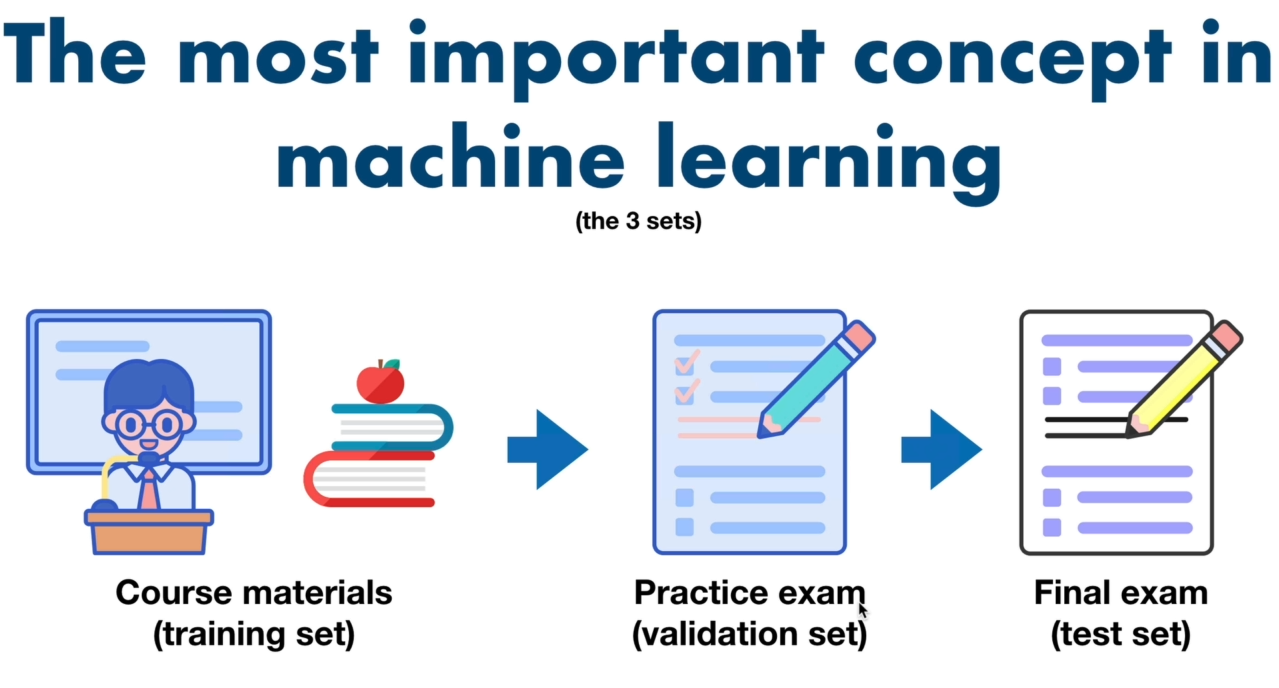 The most important concept in
machine learning
(the 3 sets)
Course materials
(training set)
Practice exam
(validation set)
Final exam
(test set)